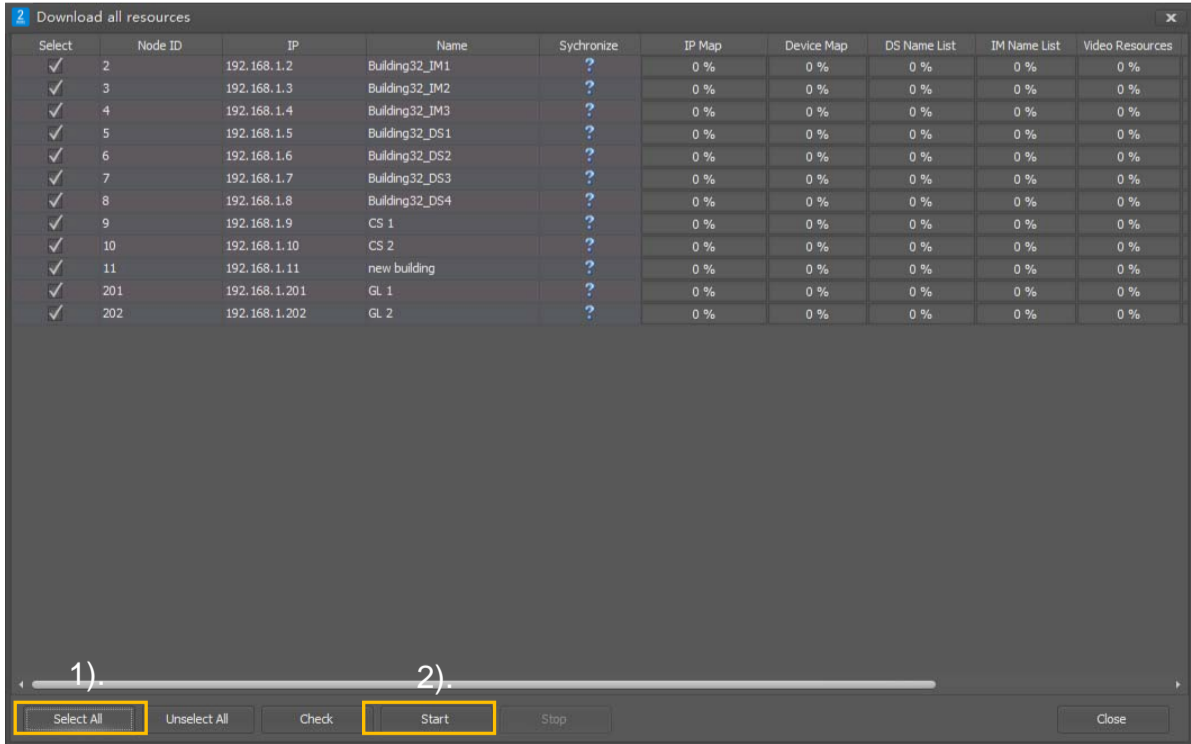 2 Download all resources x
Select Node ID IP Name Sychronize IP Map Device Map DS Name List IM Name List Video Resources
2 192.168.1.2 Building32_IM1 ? 0 % 0 % 0 % 0 % 0 %
3 192.168.1.3 Building32_IM2 ? 0 % 0 % 0 % 0 % 0 %
4 192.168.1.4 Building32_IM3 ? 0 % 0 % 0 % 0 % 0 %
5 192.168.1.5 Building32_DS1 ? 0 % 0 % 0 % 0 % 0 %
6 192.168.1.6 Building32_DS2 ? 0 % 0 % 0 % 0 % 0 %
7 192.168.1.7 Building32_DS3 ? 0 % 0 % 0 % 0 % 0 %
8 192.168.1.8 Building32_DS4 ? 0 % 0 % 0 % 0 % 0 %
9 192.168.1.9 CS 1 ? 0 % 0 % 0 % 0 % 0 %
10 192.168.1.10 CS 2 ? 0 % 0 % 0 % 0 % 0 %
11 192.168.1.11 new building ? 0 % 0 % 0 % 0 % 0 %
201 192.168.1.201 GL 1 ? 0 % 0 % 0 % 0 % 0 %
202 192.168.1.202 GL 2 ? 0 % 0 % 0 % 0 % 0 %
1). 2).
Select All Unselect All Check Start Stop Close